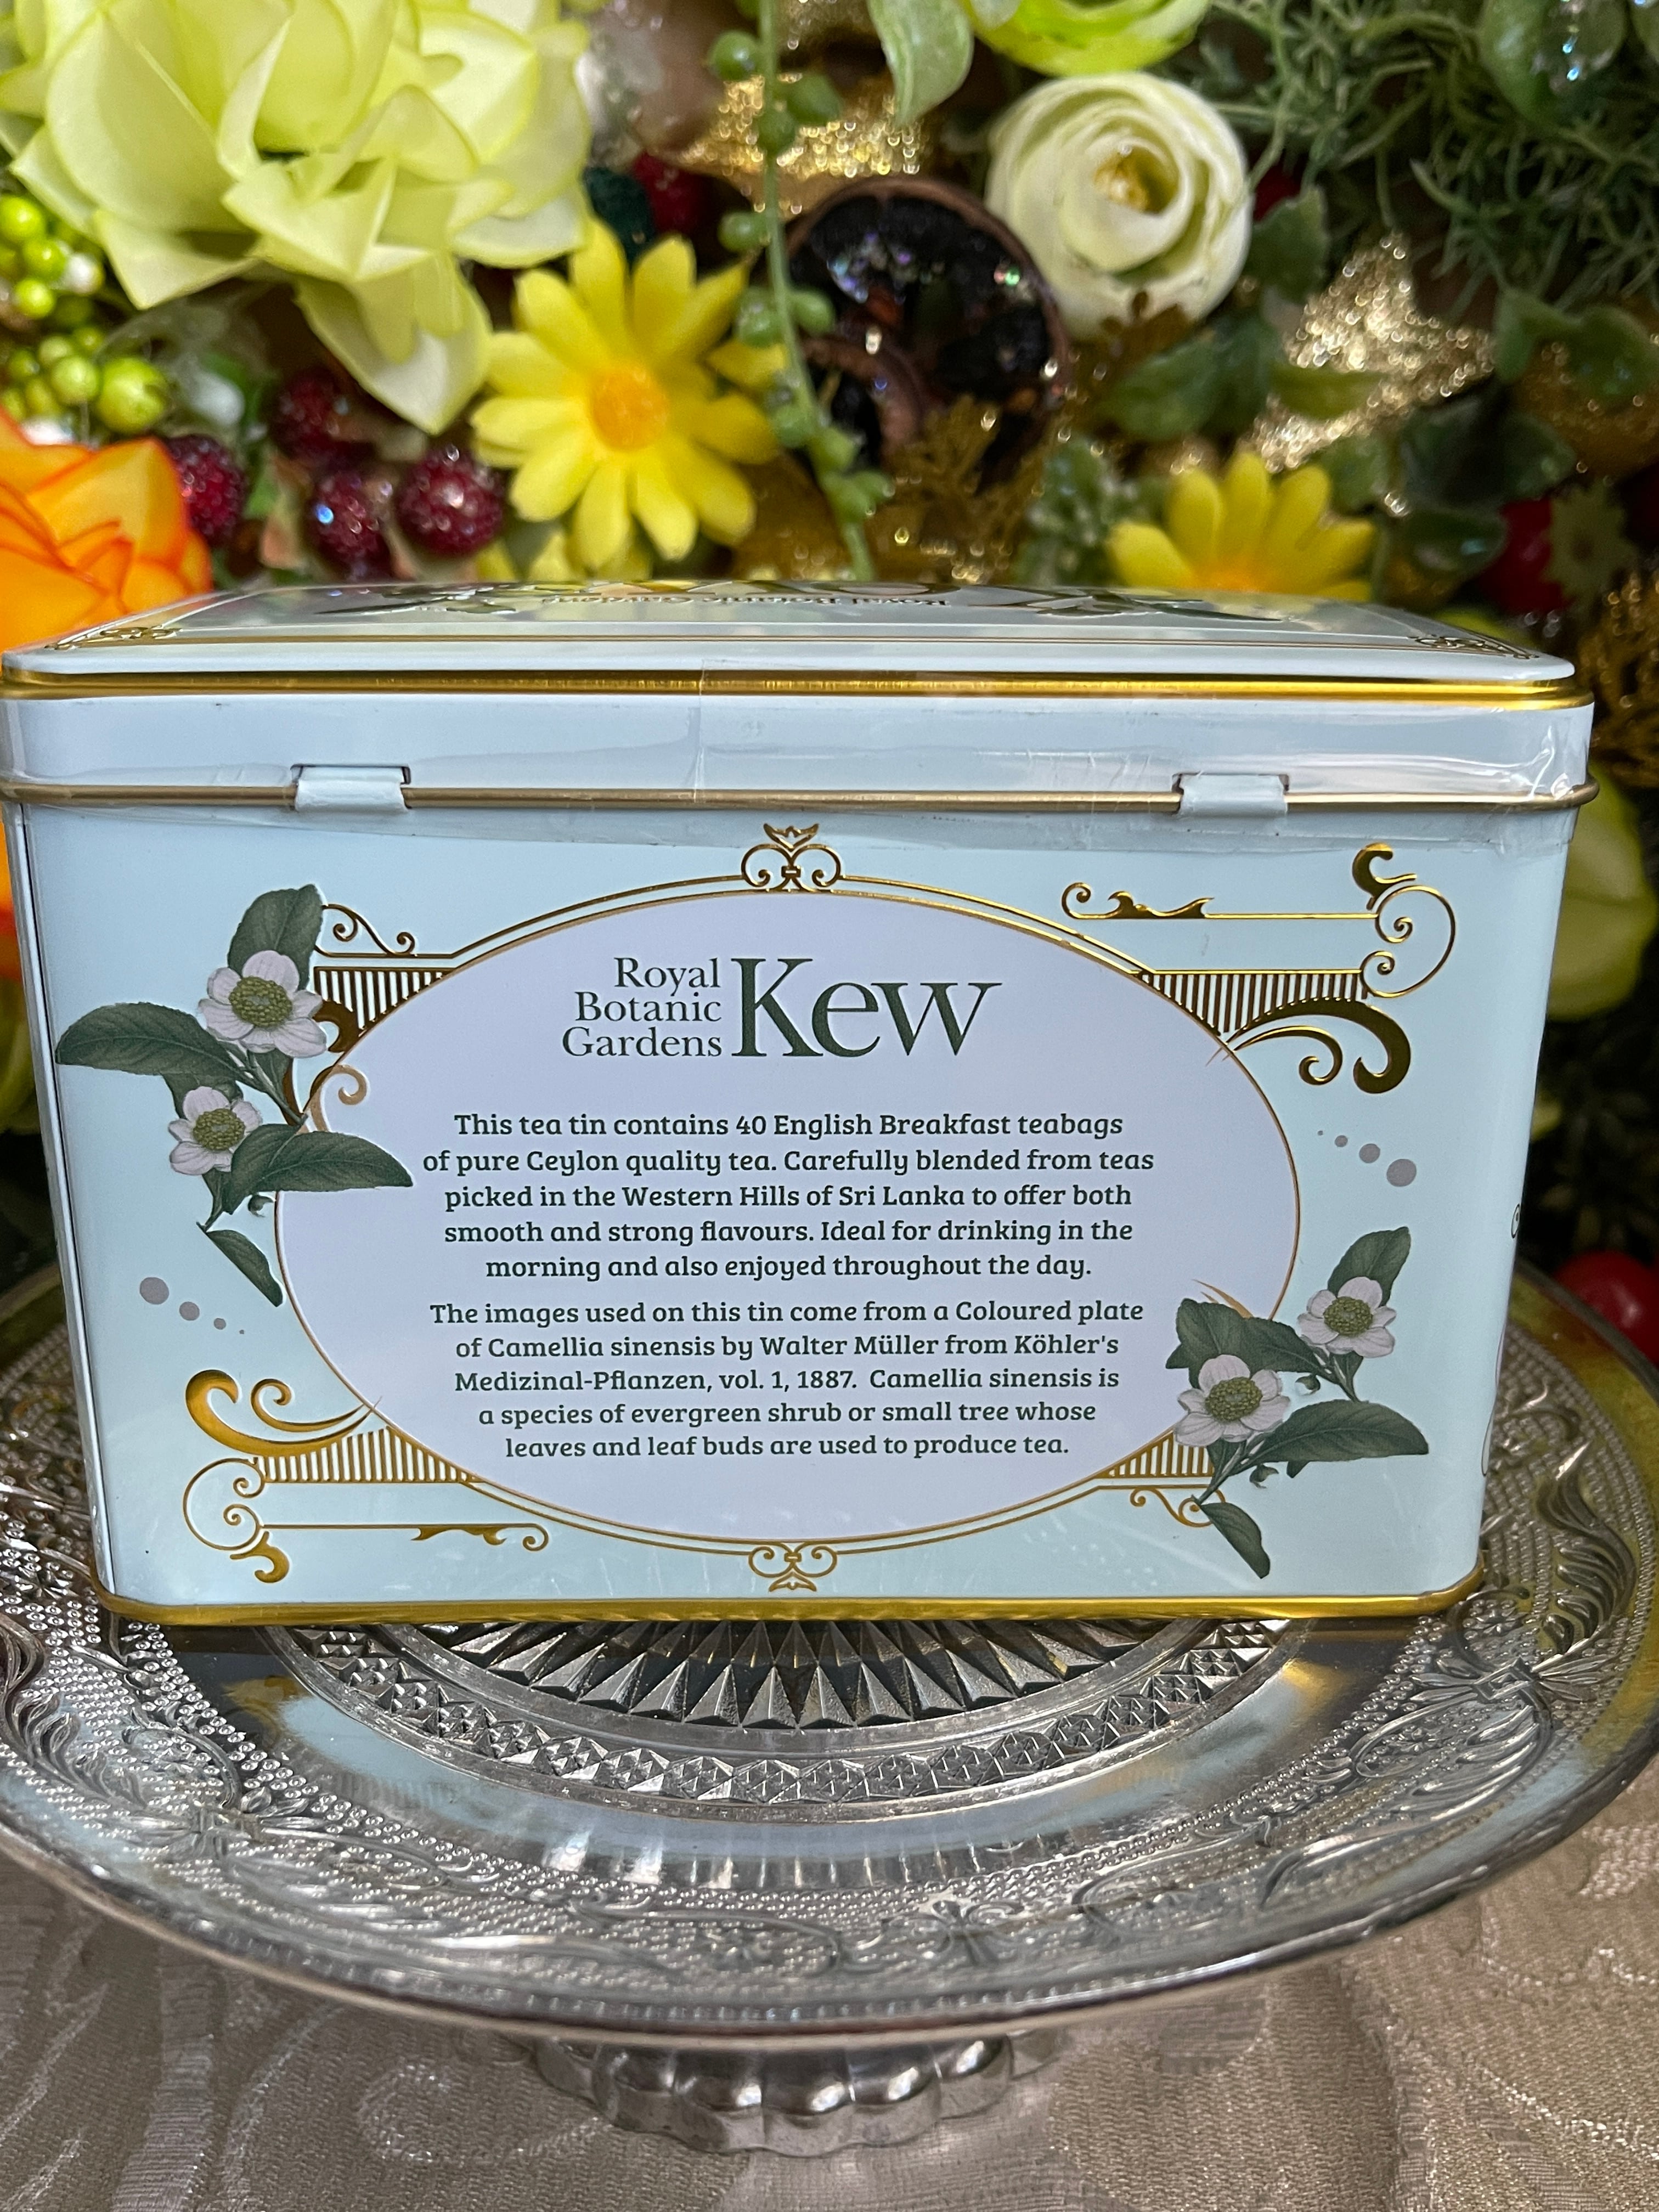 Royal Botanic Gardens
Royal
Botanic
Gardens
Kew
This tea tin contains 40 English Breakfast teabags
of pure Ceylon quality tea. Carefully blended from teas
picked in the Western Hills of Sri Lanka to offer both
smooth and strong flavours. Ideal for drinking in the
morning and also enjoyed throughout the day.
The images used on this tin come from a Coloured plate
of Camellia sinensis by Walter Müller from Köhler's
Medizinal-Pflanzen, vol. 1, 1887. Camellia sinensis is
a species of evergreen shrub or small tree whose
leaves and leaf buds are used to produce tea.